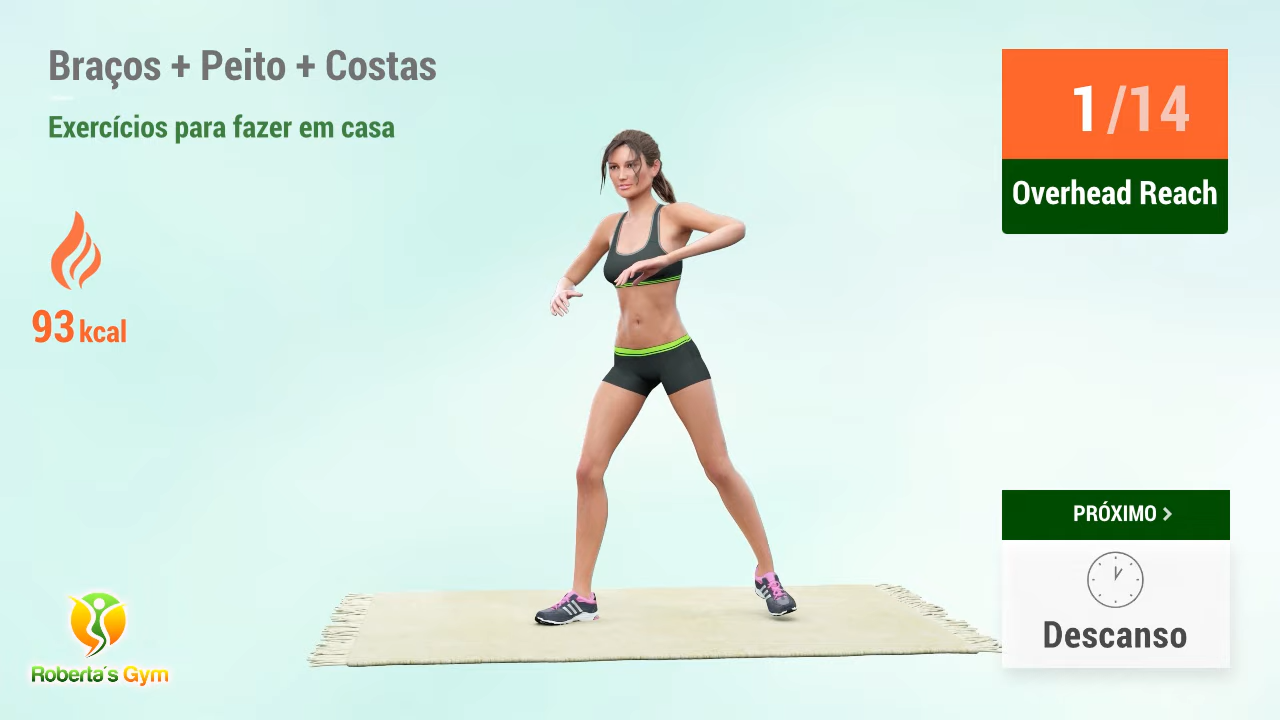 Braços + Peito + Costas
Exercícios para fazer em casa
93 kcal
1/14
Overhead Reach
PRÓXIMO >
Descanso
Roberta´s Gym